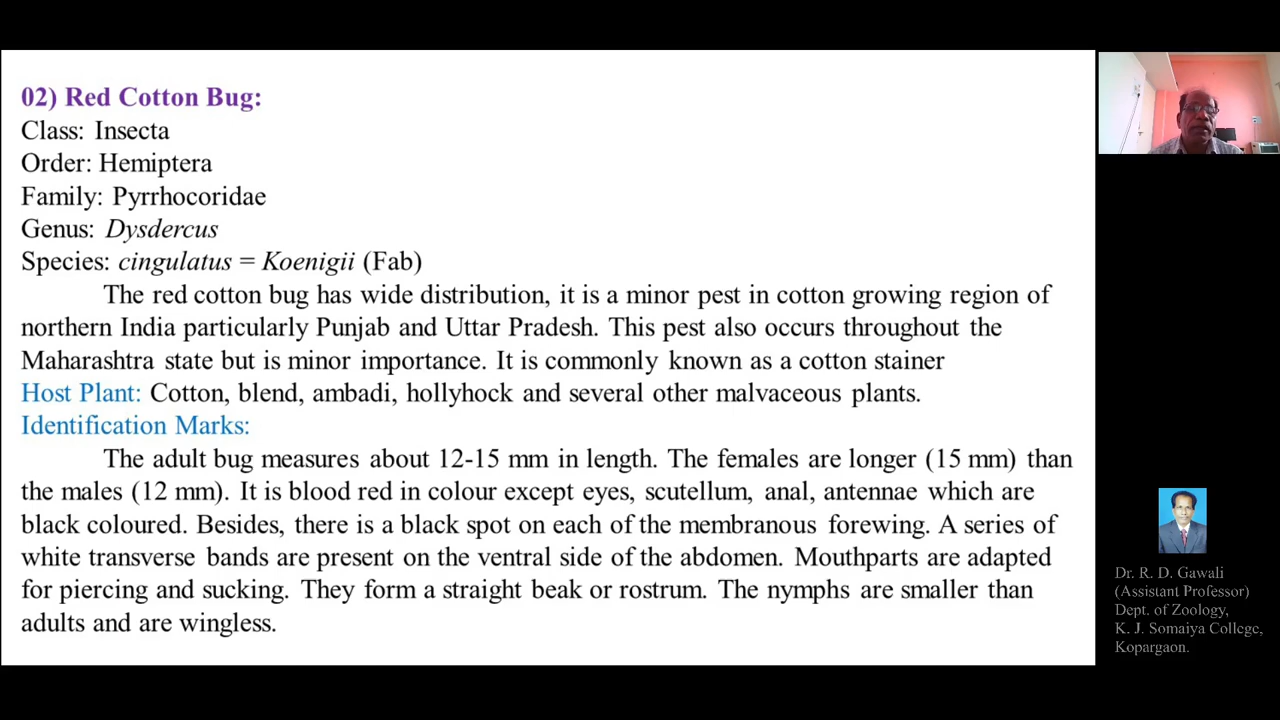 02) Red Cotton Bug:
Class: Insecta
Order: Hemiptera
Family: Pyrrhocoridae
Genus: Dysdercus
Species: cingulatus = Koenigii (Fab)
The red cotton bug has wide distribution, it is a minor pest in cotton growing region of
northern India particularly Punjab and Uttar Pradesh. This pest also occurs throughout the
Maharashtra state but is minor importance. It is commonly known as a cotton stainer
Host Plant: Cotton, blend, ambadi, hollyhock and several other malvaceous plants.
Identification Marks:
The adult bug measures about 12-15 mm in length. The females are longer (15 mm) than
the males (12 mm). It is blood red in colour except eyes, scutellum, anal, antennae which are
black coloured. Besides, there is a black spot on each of the membranous forewing. A series of
white transverse bands are present on the ventral side of the abdomen. Mouthparts are adapted
for piercing and sucking. They form a straight beak or rostrum. The nymphs are smaller than
adults and are wingless.
Dr. R. D. Gawali
(Assistant Professor)
Dept. of Zoology,
K. J. Somaiya College,
Kopargaon.